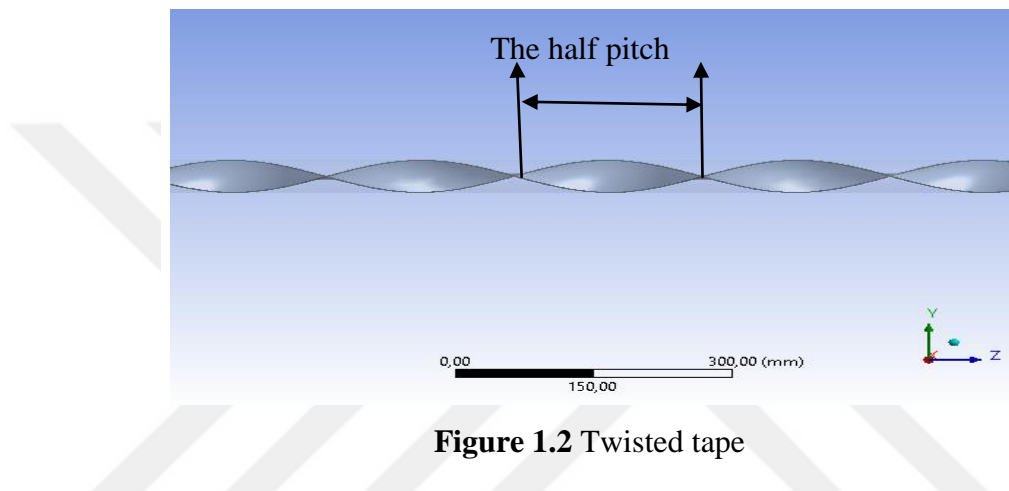 The half pitch
Y
Z
0,00
300,00 (mm)
150,00
Figure 1.2 Twisted tape